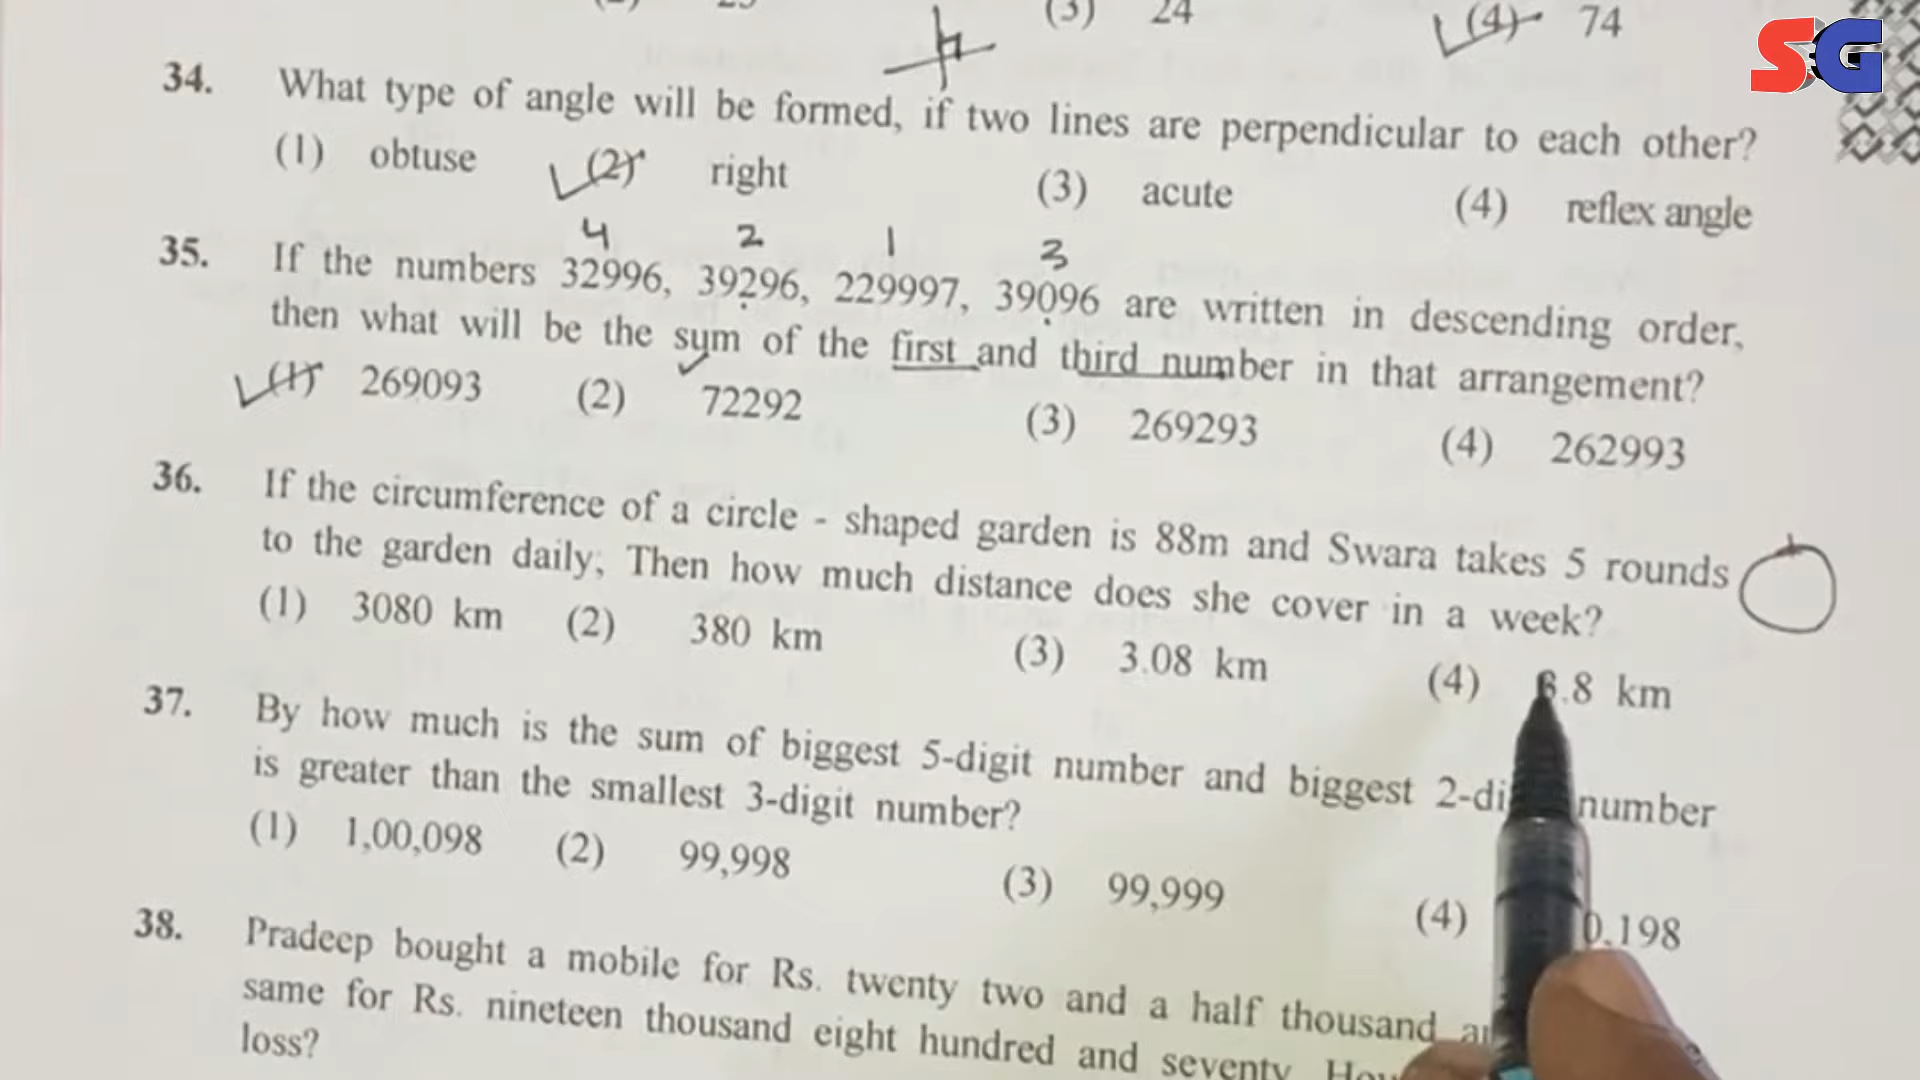 (3) 24 (4) 74
SG
34. What type of angle will be formed, if two lines are perpendicular to each other?
(1) obtuse (2) right (3) acute (4) reflex angle
4 2 1 3
35. If the numbers 32996, 39296, 229997, 39096 are written in descending order,
then what will be the sum of the first and third number in that arrangement?
(1) 269093 (2) 72292 (3) 269293 (4) 262993
36. If the circumference of a circle - shaped garden is 88m and Swara takes 5 rounds
to the garden daily; Then how much distance does she cover in a week?
(1) 3080 km (2) 380 km (3) 3.08 km (4) .8 km
37. By how much is the sum of biggest 5-digit number and biggest 2-di number
is greater than the smallest 3-digit number?
(1) 1,00,098 (2) 99,998 (3) 99,999 (4) 0,198
38. Pradeep bought a mobile for Rs. twenty two and a half thousand
same for Rs. nineteen thousand eight hundred and seventy.
loss?